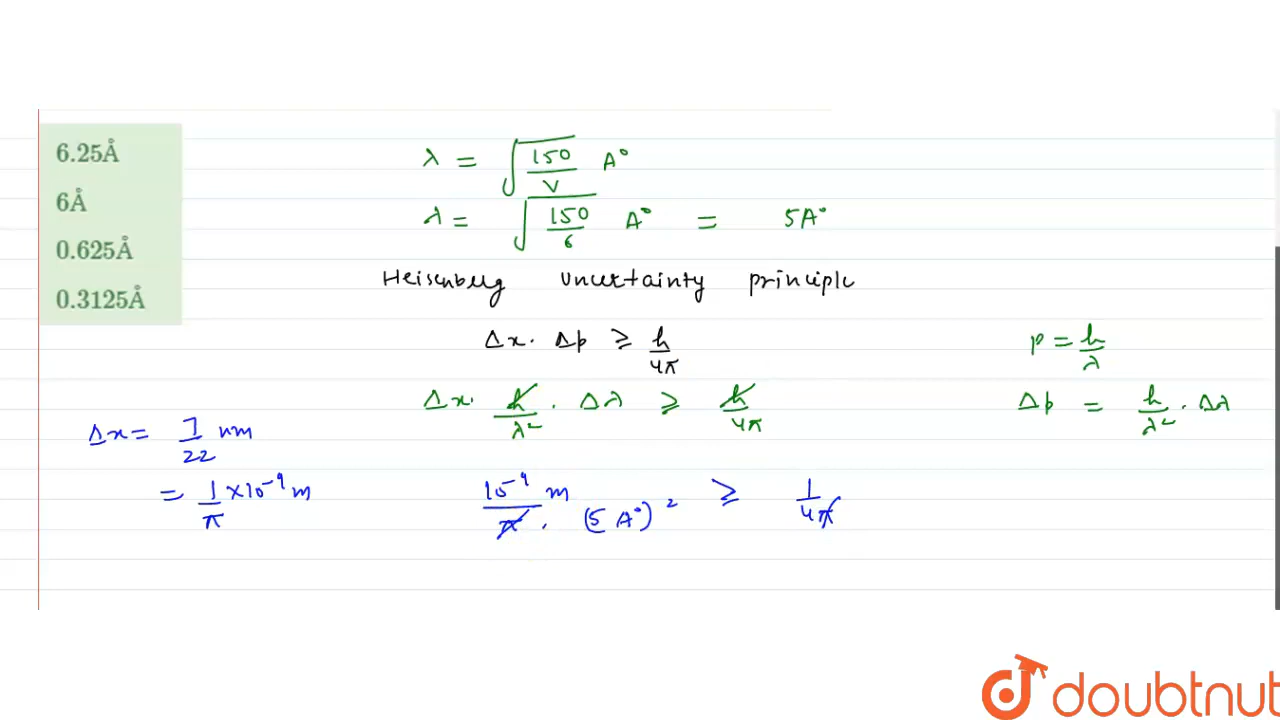 6.25Å
6Å
0.625Å
0.3125Å
λ = √(150/V) A°
λ = √(150/6) A° = 5A°
Heisenberg uncertainty principle
Δx. Δp ≥ h/4π
p = h/λ
Δx. h/λ² . Δλ ≥ h/4π
Δp = h/λ² . Δλ
Δx = 7/22 nm
= 1/π × 10⁻⁹ m
10⁻⁹ m/π . (5 A°)² ≥ 1/4π
doubtnut